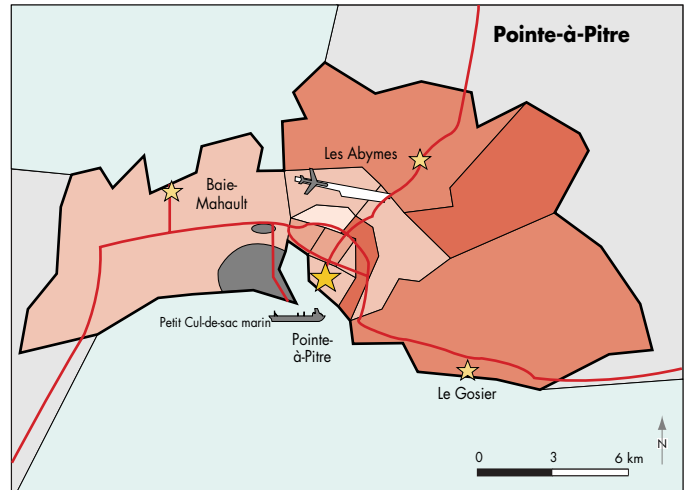 Pointe-à-Pitre
Les Abymes
Baie-
Mahault
Petit Cul-de-sac marin
Pointe-
à-Pitre
Le Gosier
N
0 3 6 km